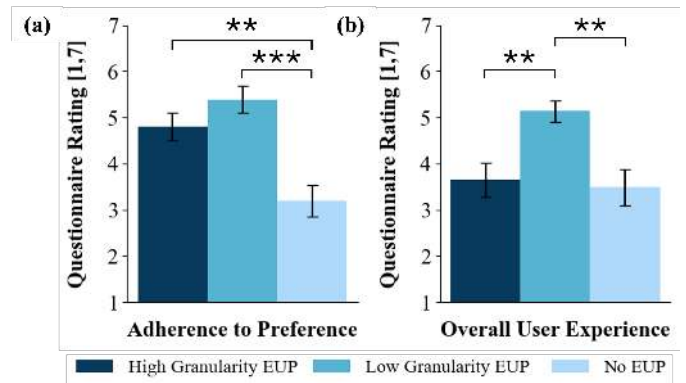 (a)
Questionnaire Rating [1,7]
7
6
5
4
3
2
1
**
***
Adherence to Preference
(b)
Questionnaire Rating [1,7]
7
6
5
4
3
2
1
**
**
Overall User Experience
High Granularity EUP
Low Granularity EUP
No EUP